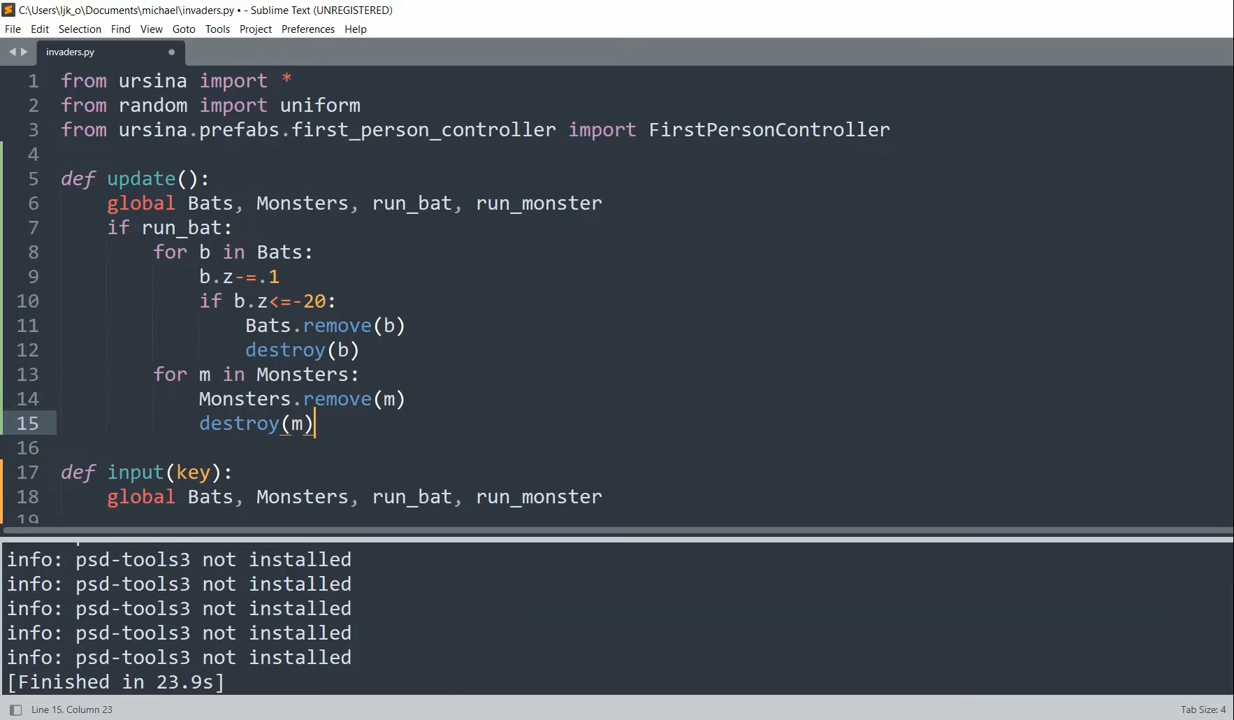 C:\Users\ljk_o\Documents\michael\invaders.py • - Sublime Text (UNREGISTERED)
File Edit Selection Find View Goto Tools Project Preferences Help
invaders.py
1 from ursina import *
2 from random import uniform
3 from ursina.prefabs.first_person_controller import FirstPersonController
4
5 def update():
6 global Bats, Monsters, run_bat, run_monster
7 if run_bat:
8 for b in Bats:
9 b.z-=.1
10 if b.z<=-20:
11 Bats.remove(b)
12 destroy(b)
13 for m in Monsters:
14 Monsters.remove(m)
15 destroy(m)
16
17 def input(key):
18 global Bats, Monsters, run_bat, run_monster
19
info: psd-tools3 not installed
info: psd-tools3 not installed
info: psd-tools3 not installed
info: psd-tools3 not installed
info: psd-tools3 not installed
[Finished in 23.9s]
Line 15, Column 23 Tab Size: 4